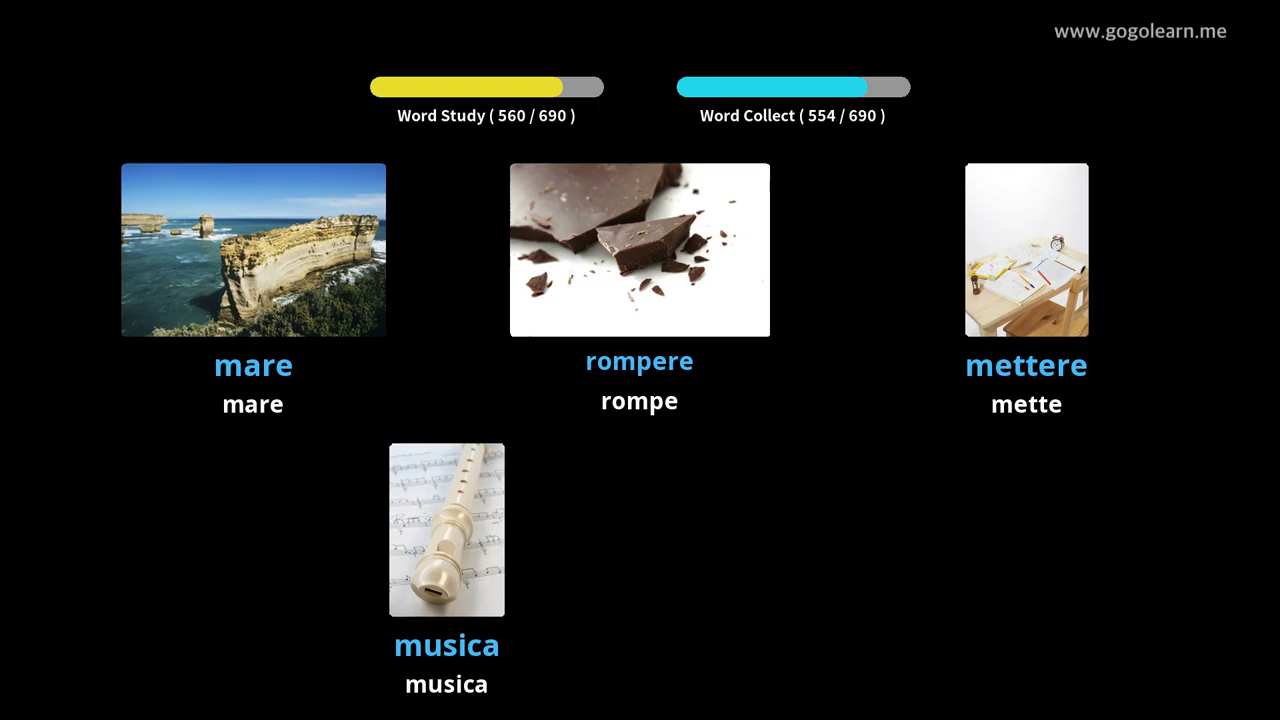 www.gogolearn.me
Word Study ( 560 / 690 )
Word Collect ( 554 / 690 )
mare
mare
rompere
rompe
mettere
mette
musica
musica